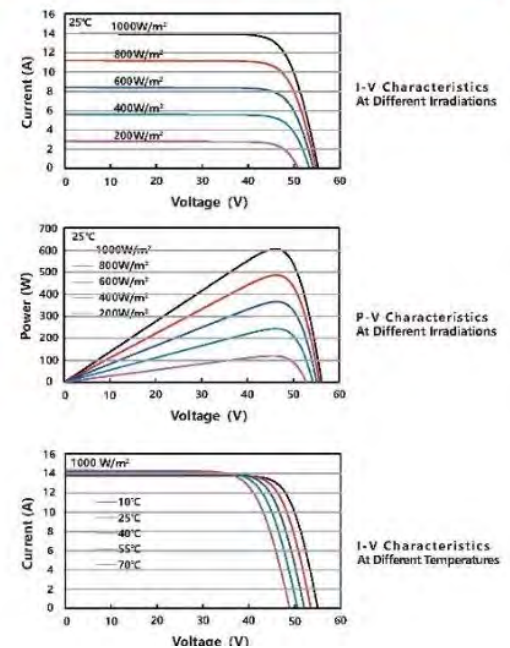 16
25℃
1000W/m²
14
12
800W/m²
10
600W/m²
8
6
400W/m²
4
200W/m²
2
0
0 10 20 30 40 50 60
Current (A)
Voltage (V)
I-V Characteristics
At Different Irradiations
700
25℃
600
1000W/m²
800W/m²
500
600W/m²
400
400W/m²
300
200W/m²
200
100
0
0 10 20 30 40 50 60
Power (W)
Voltage (V)
P-V Characteristics
At Different Irradiations
16
1000 W/m²
14
12
10℃
10
25℃
8
40℃
6
55℃
4
70℃
2
0
0 10 20 30 40 50 60
Current (A)
Voltage (V)
I-V Characteristics
At Different Temperatures